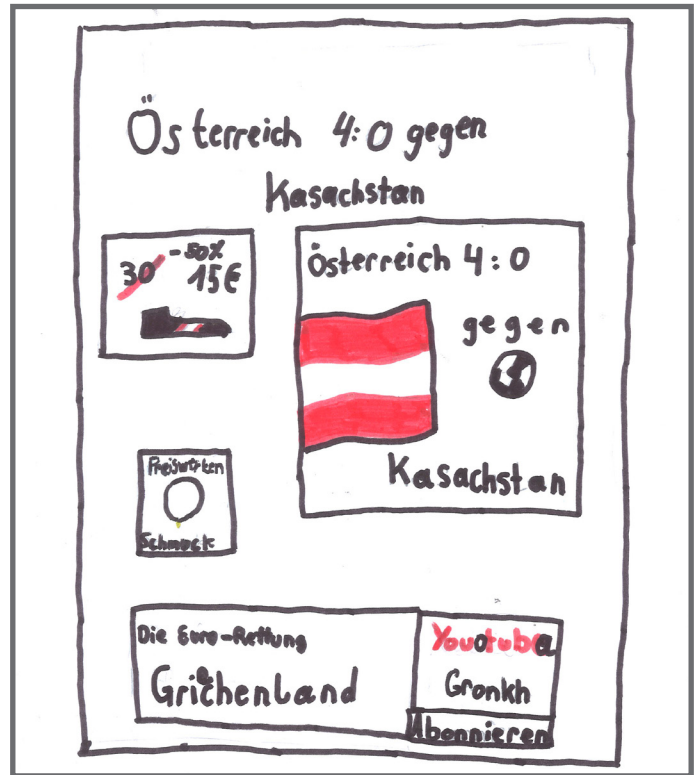 Österreich 4:0 gegen
Kasachstan
-50%
30 15€
Österreich 4:0
gegen
Kasachstan
Preiswerten
Schmuck
Die Euro-Rettung
Grichenland
Youtube
Gronkh
Abonnieren